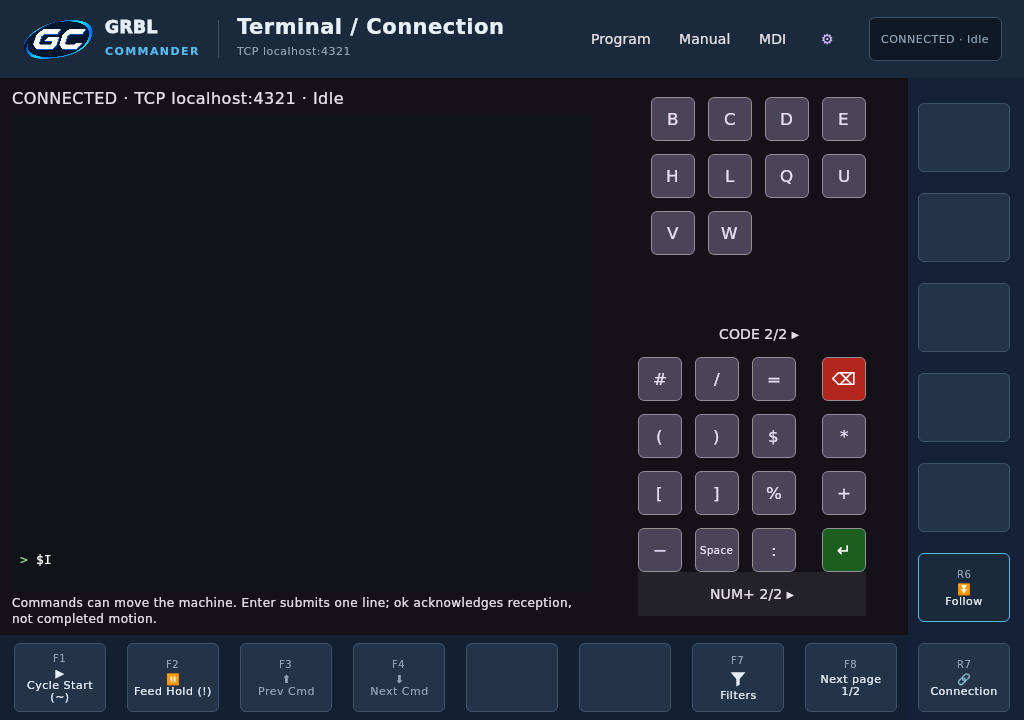 GC
GRBL
COMMANDER
Terminal / Connection
TCP localhost:4321
Program
Manual
MDI
⚙
CONNECTED · Idle
CONNECTED · TCP localhost:4321 · Idle
B C D E
H L Q U
V W
CODE 2/2 ▸
# / = ⌫
( ) $ *
[ ] % +
− Space : ↵
NUM+ 2/2 ▸
> $I
Commands can move the machine. Enter submits one line; ok acknowledges reception,
not completed motion.
R6
⏬
Follow
F1
▶
Cycle Start
(~)
F2
⏸
Feed Hold (!)
F3
⬆
Prev Cmd
F4
⬇
Next Cmd
F7
Filters
F8
Next page
1/2
R7
🔗
Connection